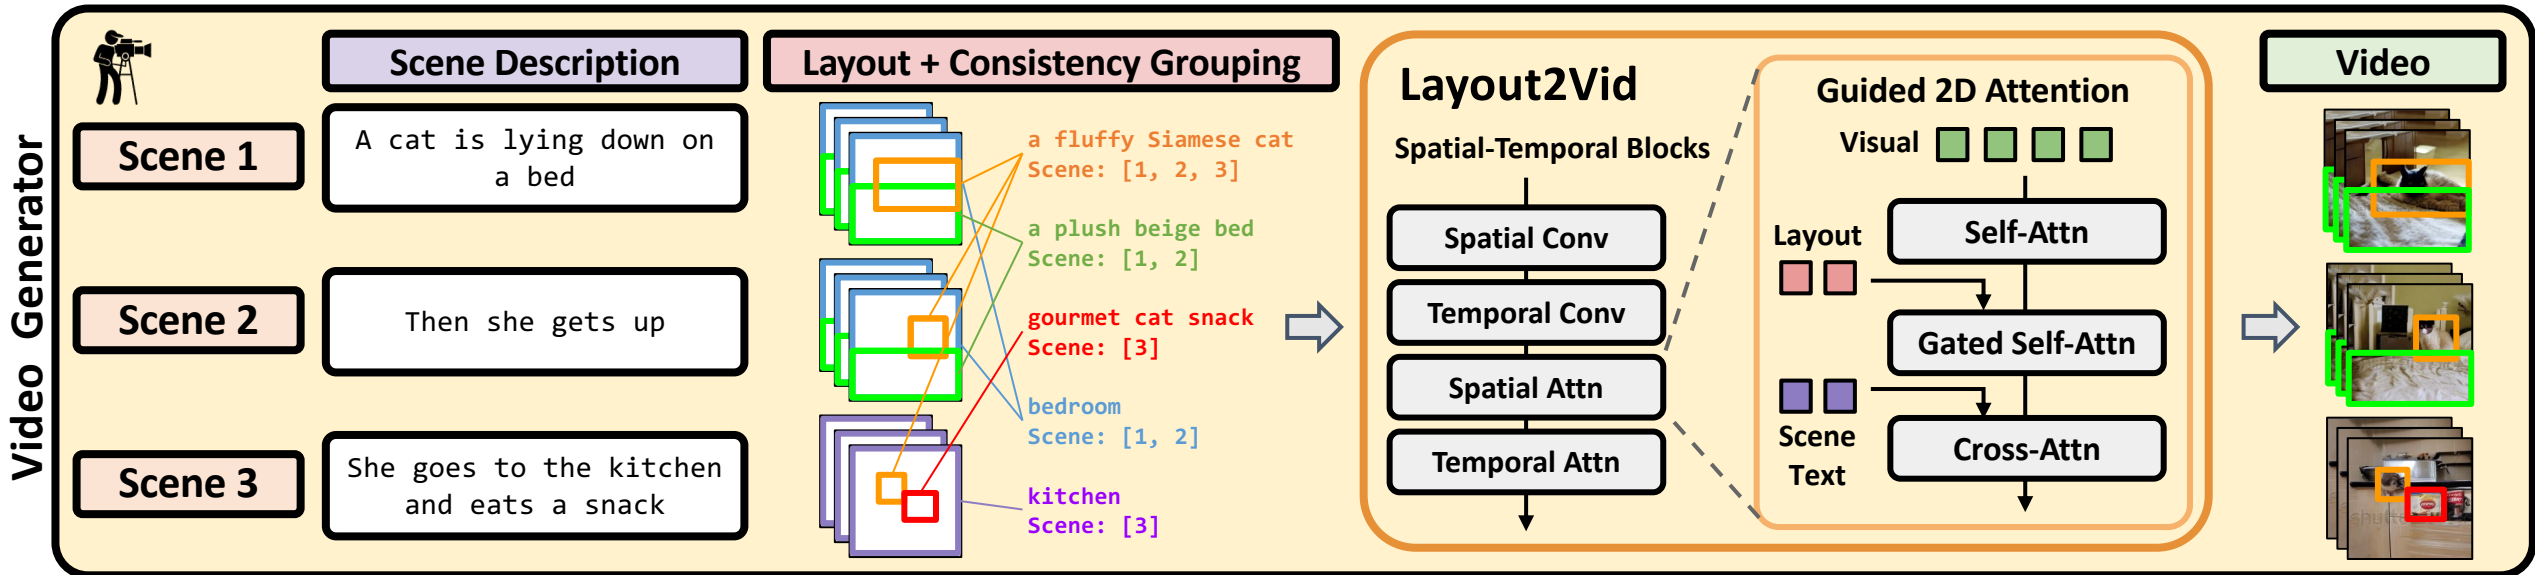 Video Generator
Scene Description
Layout + Consistency Grouping
Video
Scene 1
A cat is lying down on
a bed
Scene 2
Then she gets up
Scene 3
She goes to the kitchen
and eats a snack
a fluffy Siamese cat
Scene: [1, 2, 3]
a plush beige bed
Scene: [1, 2]
gourmet cat snack
Scene: [3]
bedroom
Scene: [1, 2]
kitchen
Scene: [3]
Layout2Vid
Spatial-Temporal Blocks
Spatial Conv
Temporal Conv
Spatial Attn
Temporal Attn
Guided 2D Attention
Visual
Self-Attn
Layout
Gated Self-Attn
Scene
Text
Cross-Attn